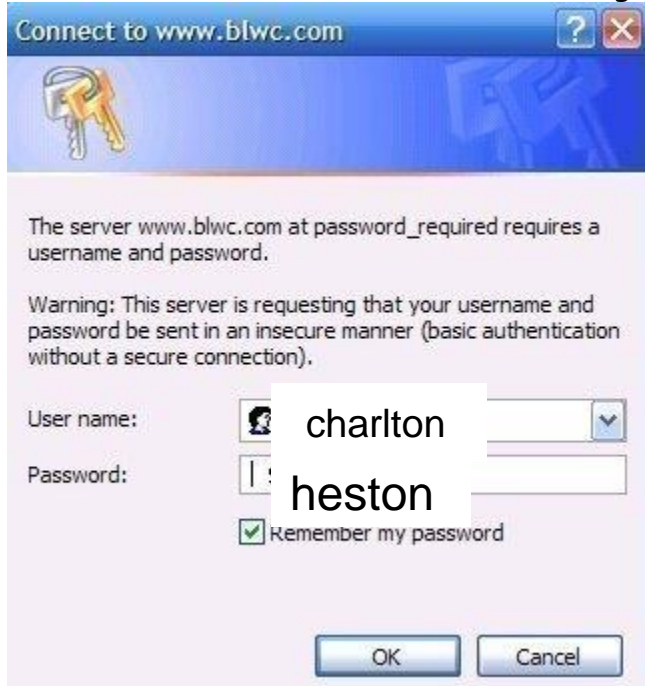 Connect to www.blwc.com
The server www.blwc.com at password_required requires a
username and password.
Warning: This server is requesting that your username and
password be sent in an insecure manner (basic authentication
without a secure connection).
User name: charlton
Password: heston
Remember my password
OK Cancel